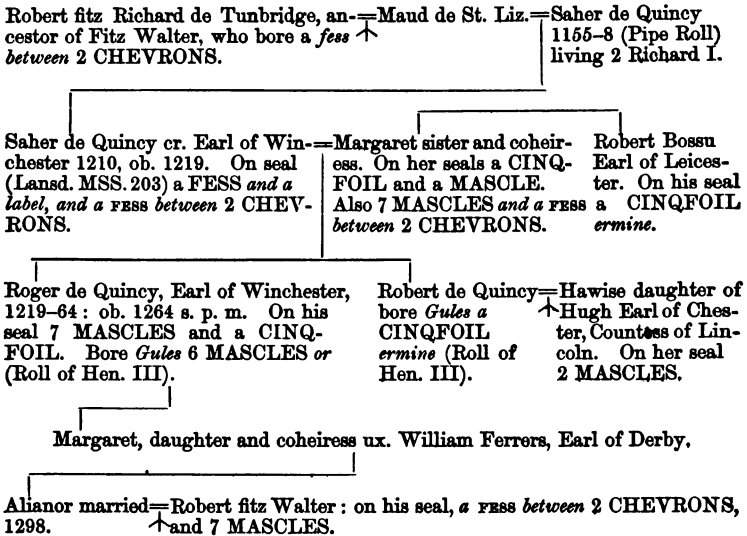 Robert fitz Richard de Tunbridge, an-
cestor of Fitz Walter, who bore a fess
between 2 CHEVRONS.
=Maud de St. Liz.=
Saher de Quincy
1155–8 (Pipe Roll)
living 2 Richard I.
Saher de Quincy cr. Earl of Win-
chester 1210, ob. 1219. On seal
(Lansd. MSS. 203) a FESS and a
label, and a FESS between 2 CHEV-
RONS.
=Margaret sister and coheir-
ess. On her seals a CINQ-
FOIL and a MASCLE.
Also 7 MASCLES and a FESS
between 2 CHEVRONS.
Robert Bossu
Earl of Leices-
ter. On his seal
a CINQFOIL
ermine.
Roger de Quincy, Earl of Winchester,
1219–64: ob. 1264 s. p. m. On his
seal 7 MASCLES and a CINQ-
FOIL. Bore Gules 6 MASCLES or
(Roll of Hen. III).
Robert de Quincy=
bore Gules a
CINQFOIL
ermine (Roll of
Hen. III).
Hawise daughter of
Hugh Earl of Ches-
ter, Countess of Lin-
coln. On her seal
2 MASCLES.
Margaret, daughter and coheiress ux. William Ferrers, Earl of Derby.
Alianor married=Robert fitz Walter: on his seal, a FESS between 2 CHEVRONS,
1298. and 7 MASCLES.